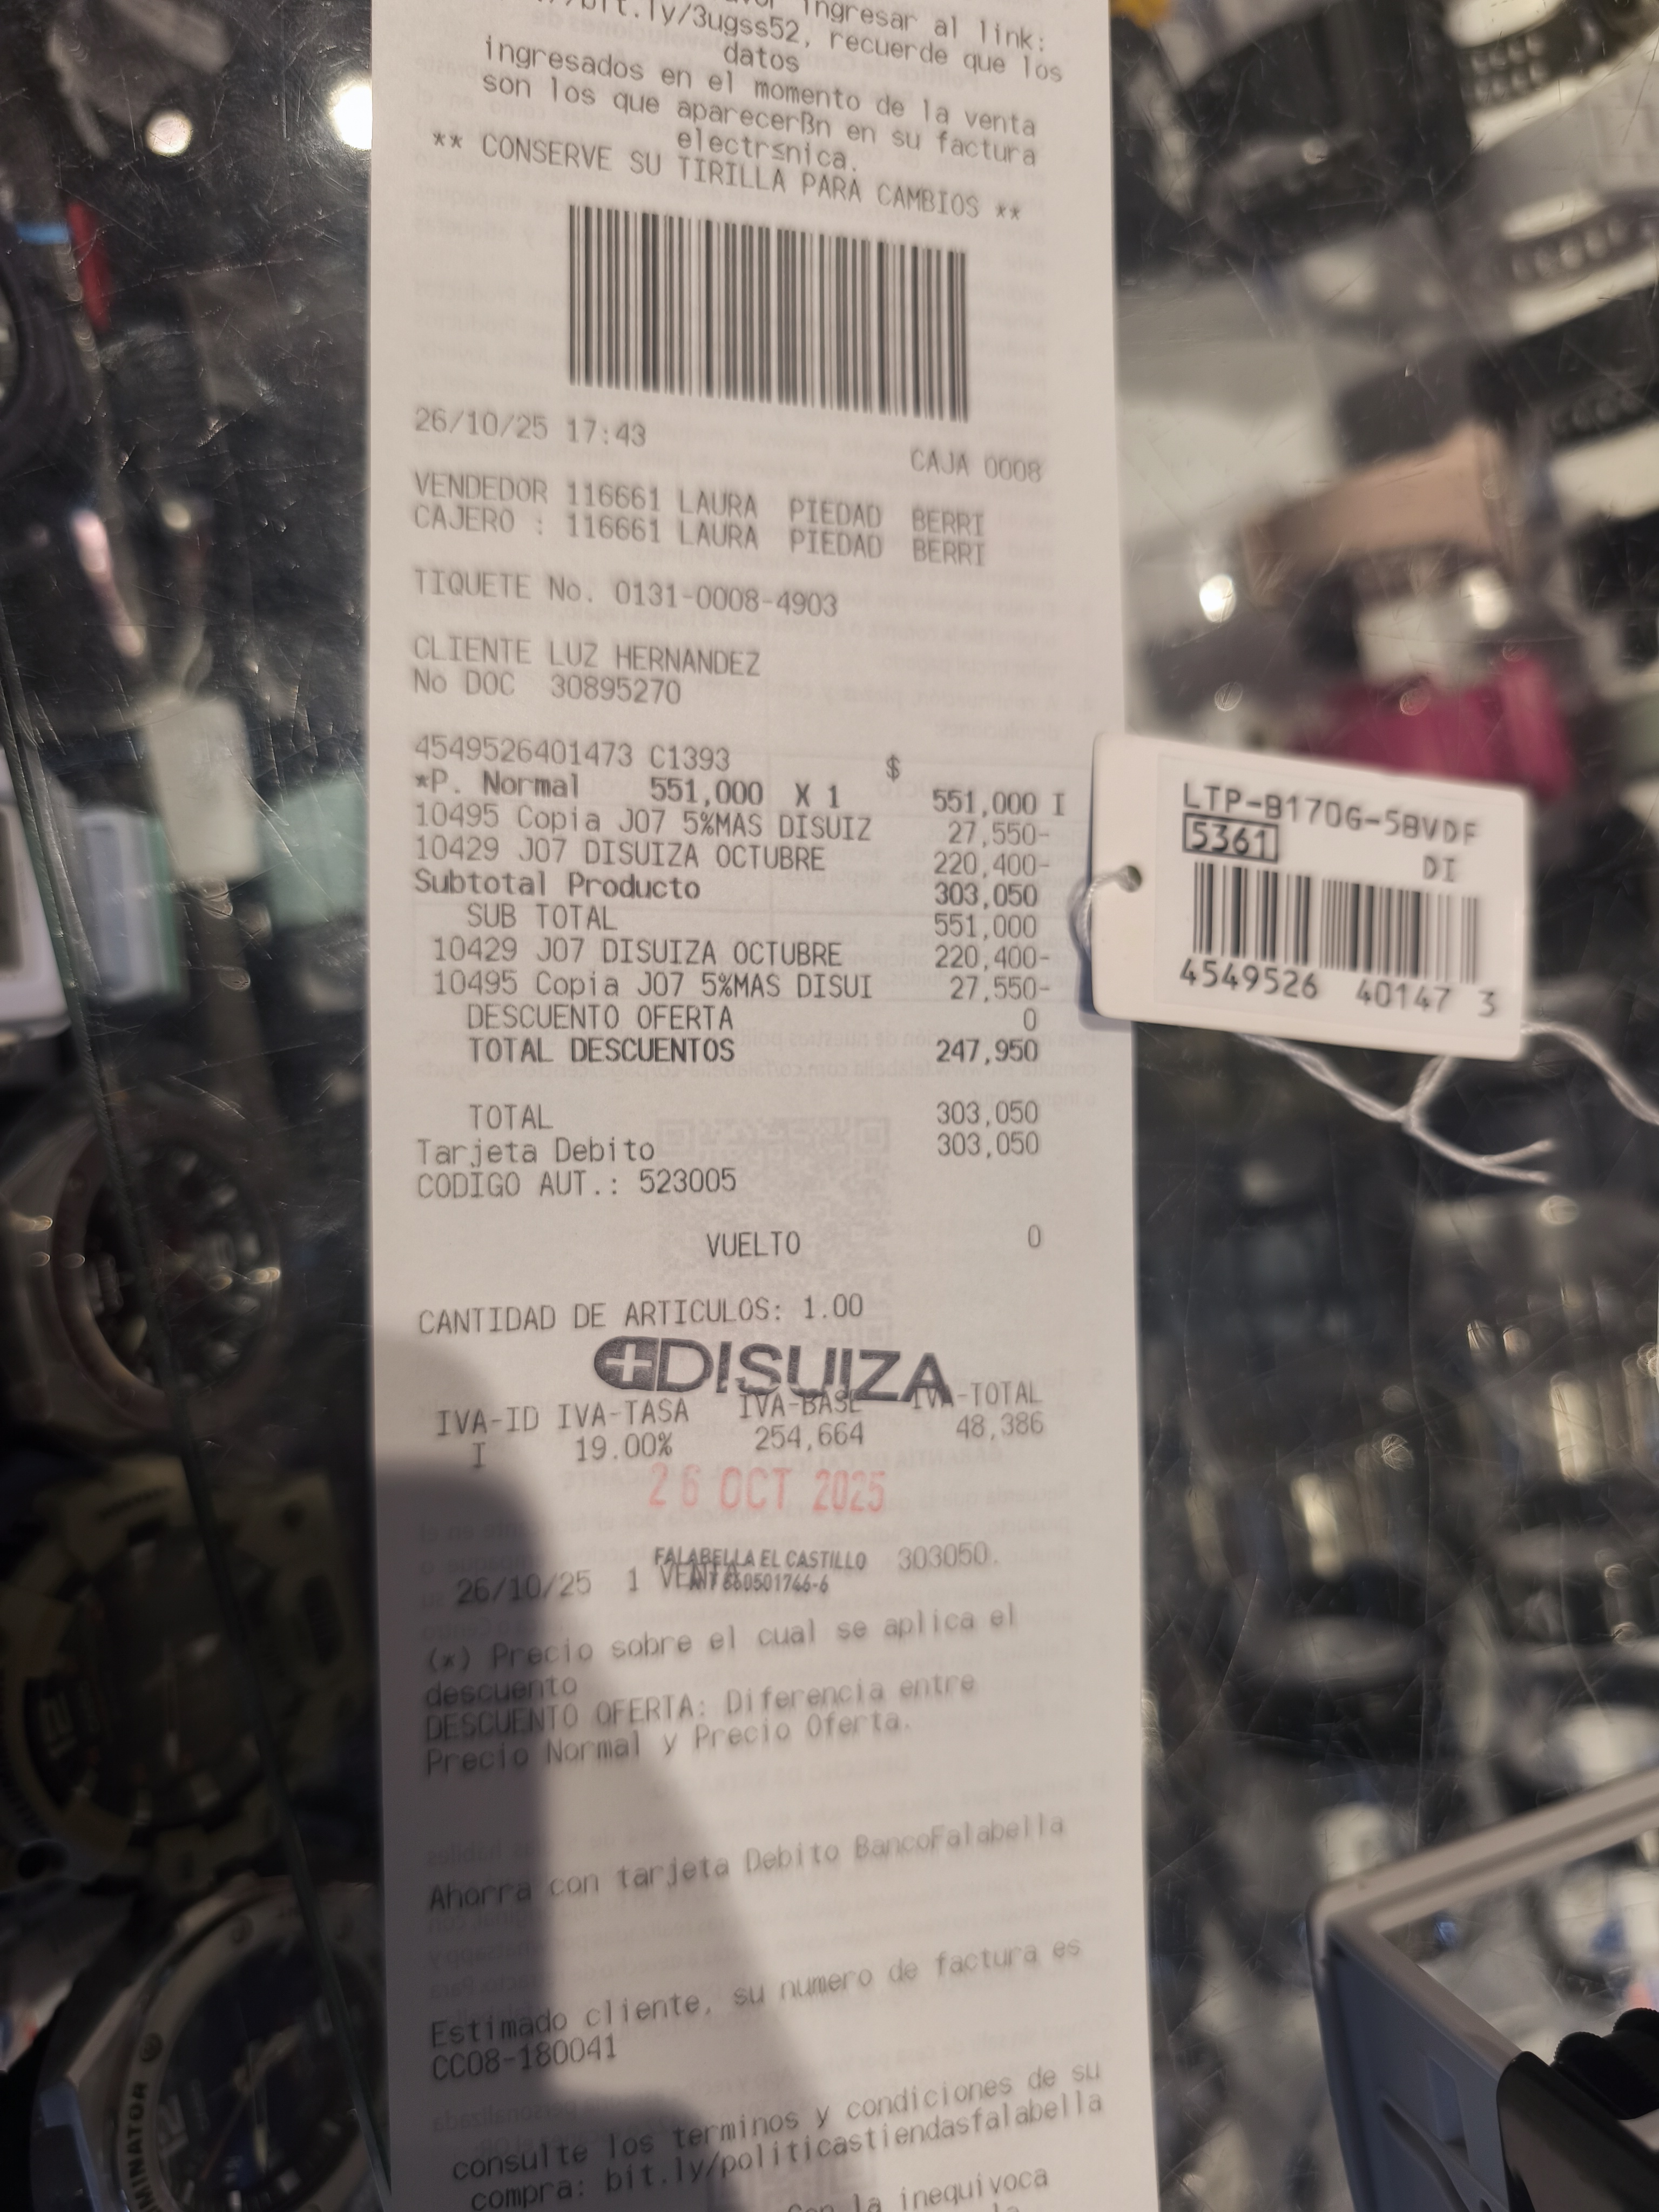 ingresar al link:
bit.ly/3ugss52, recuerde que los
datos
ingresados en el momento de la venta
son los que aparecerßn en su factura
electr≤nica.
** CONSERVE SU TIRILLA PARA CAMBIOS **
26/10/25 17:43
CAJA 0008
VENDEDOR 116661 LAURA PIEDAD BERRI
CAJERO : 116661 LAURA PIEDAD BERRI
TIQUETE No. 0131-0008-4903
CLIENTE LUZ HERNANDEZ
No DOC 30895270
4549526401473 C1393 $
*P. Normal 551,000 X 1 551,000 I
10495 Copia J07 5%MAS DISUIZ 27,550-
10429 J07 DISUIZA OCTUBRE 220,400-
Subtotal Producto 303,050
SUB TOTAL 551,000
10429 J07 DISUIZA OCTUBRE 220,400-
10495 Copia J07 5%MAS DISUI 27,550-
DESCUENTO OFERTA 0
TOTAL DESCUENTOS 247,950
TOTAL 303,050
Tarjeta Debito 303,050
CODIGO AUT.: 523005
VUELTO 0
CANTIDAD DE ARTICULOS: 1.00
DISUIZA
IVA-ID IVA-TASA IVA-BASE IVA-TOTAL
I 19.00% 254,664 48,386
26 OCT 2025
FALABELLA EL CASTILLO 303050.
26/10/25 1 VENTA
(*) Precio sobre el cual se aplica el
descuento
DESCUENTO OFERTA: Diferencia entre
Precio Normal y Precio Oferta.
Ahorra con tarjeta Debito BancoFalabella
Estimado cliente, su numero de factura es
CC08-180041
consulte los terminos y condiciones de su
compra: bit.ly/politicastiendasfalabella
la inequivoca
LTP-B170G-5BVDF
5361
DI
4549526 40147 3